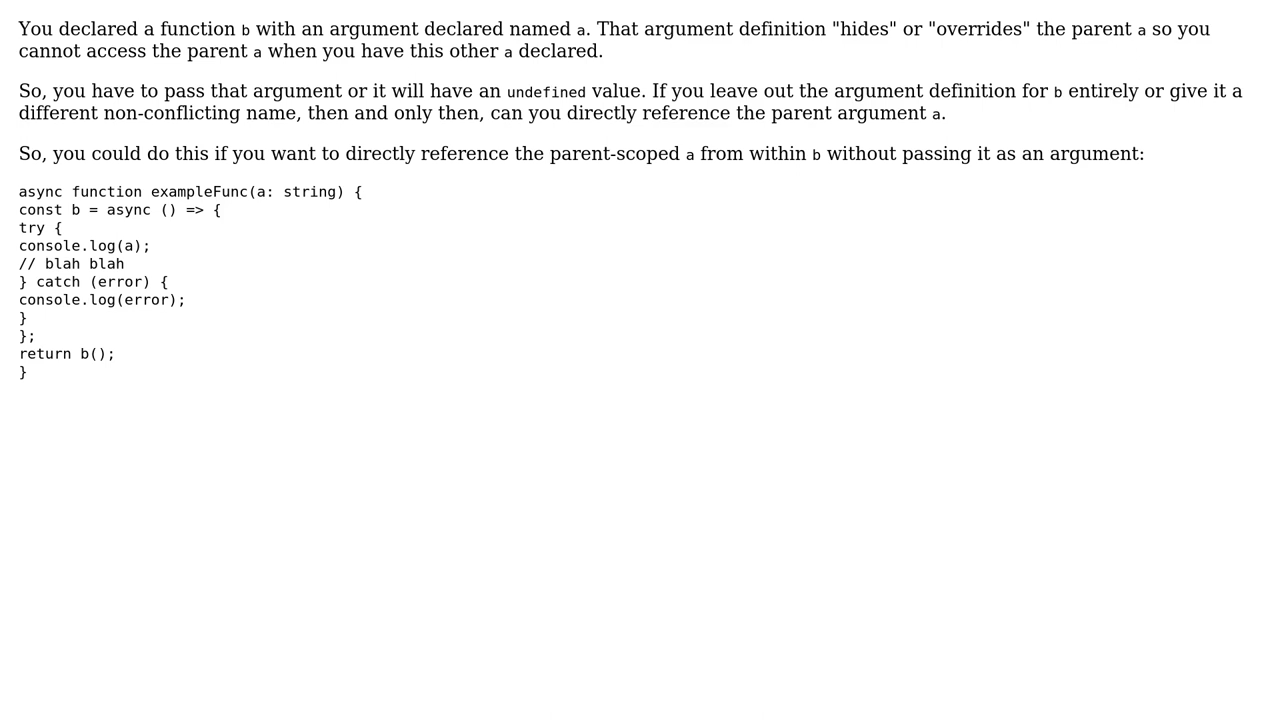 You declared a function b with an argument declared named a. That argument definition "hides" or "overrides" the parent a so you
cannot access the parent a when you have this other a declared.
So, you have to pass that argument or it will have an undefined value. If you leave out the argument definition for b entirely or give it a
different non-conflicting name, then and only then, can you directly reference the parent argument a.
So, you could do this if you want to directly reference the parent-scoped a from within b without passing it as an argument:
async function exampleFunc(a: string) {
const b = async () => {
try {
console.log(a);
// blah blah
} catch (error) {
console.log(error);
}
};
return b();
}